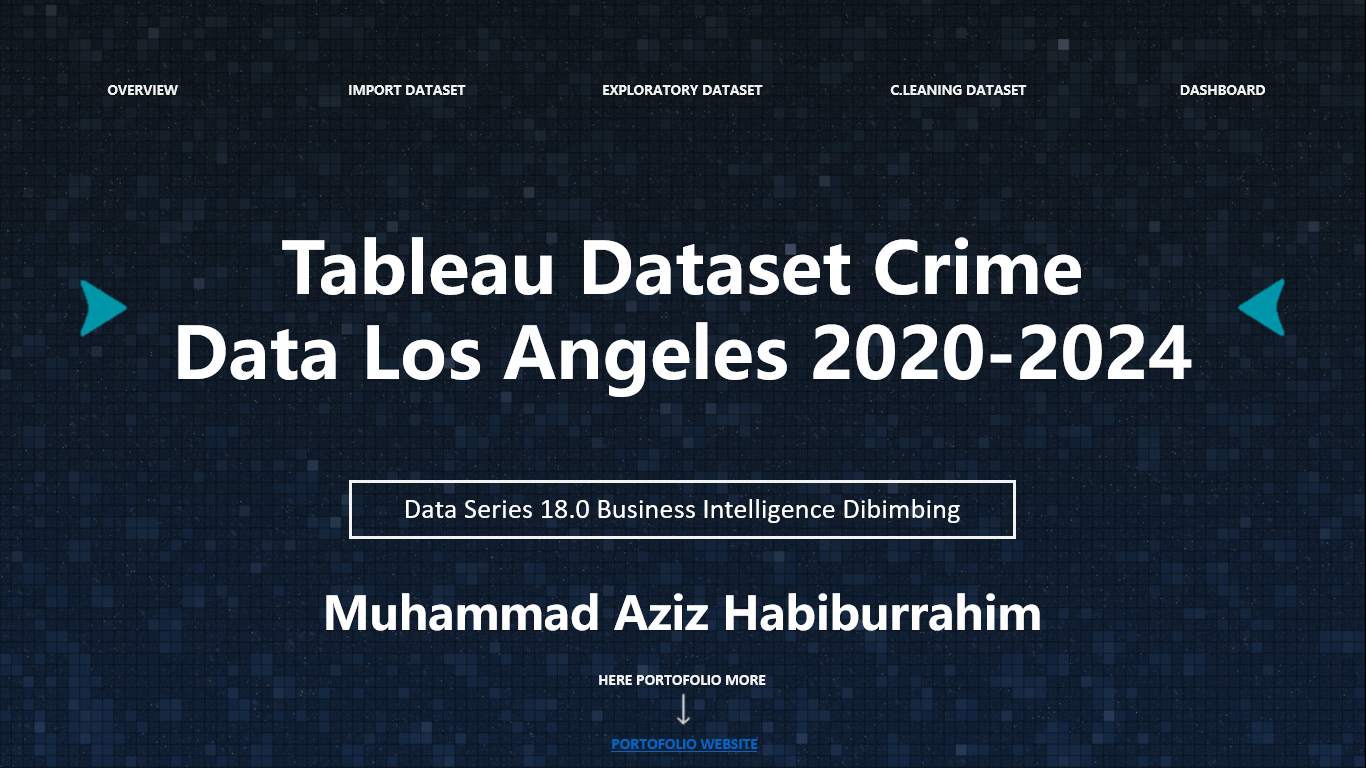 OVERVIEW
IMPORT DATASET
EXPLORATORY DATASET
C.LEANING DATASET
DASHBOARD
Tableau Dataset Crime
Data Los Angeles 2020-2024
Data Series 18.0 Business Intelligence Dibimbing
Muhammad Aziz Habiburrahim
HERE PORTOFOLIO MORE
PORTOFOLIO WEBSITE